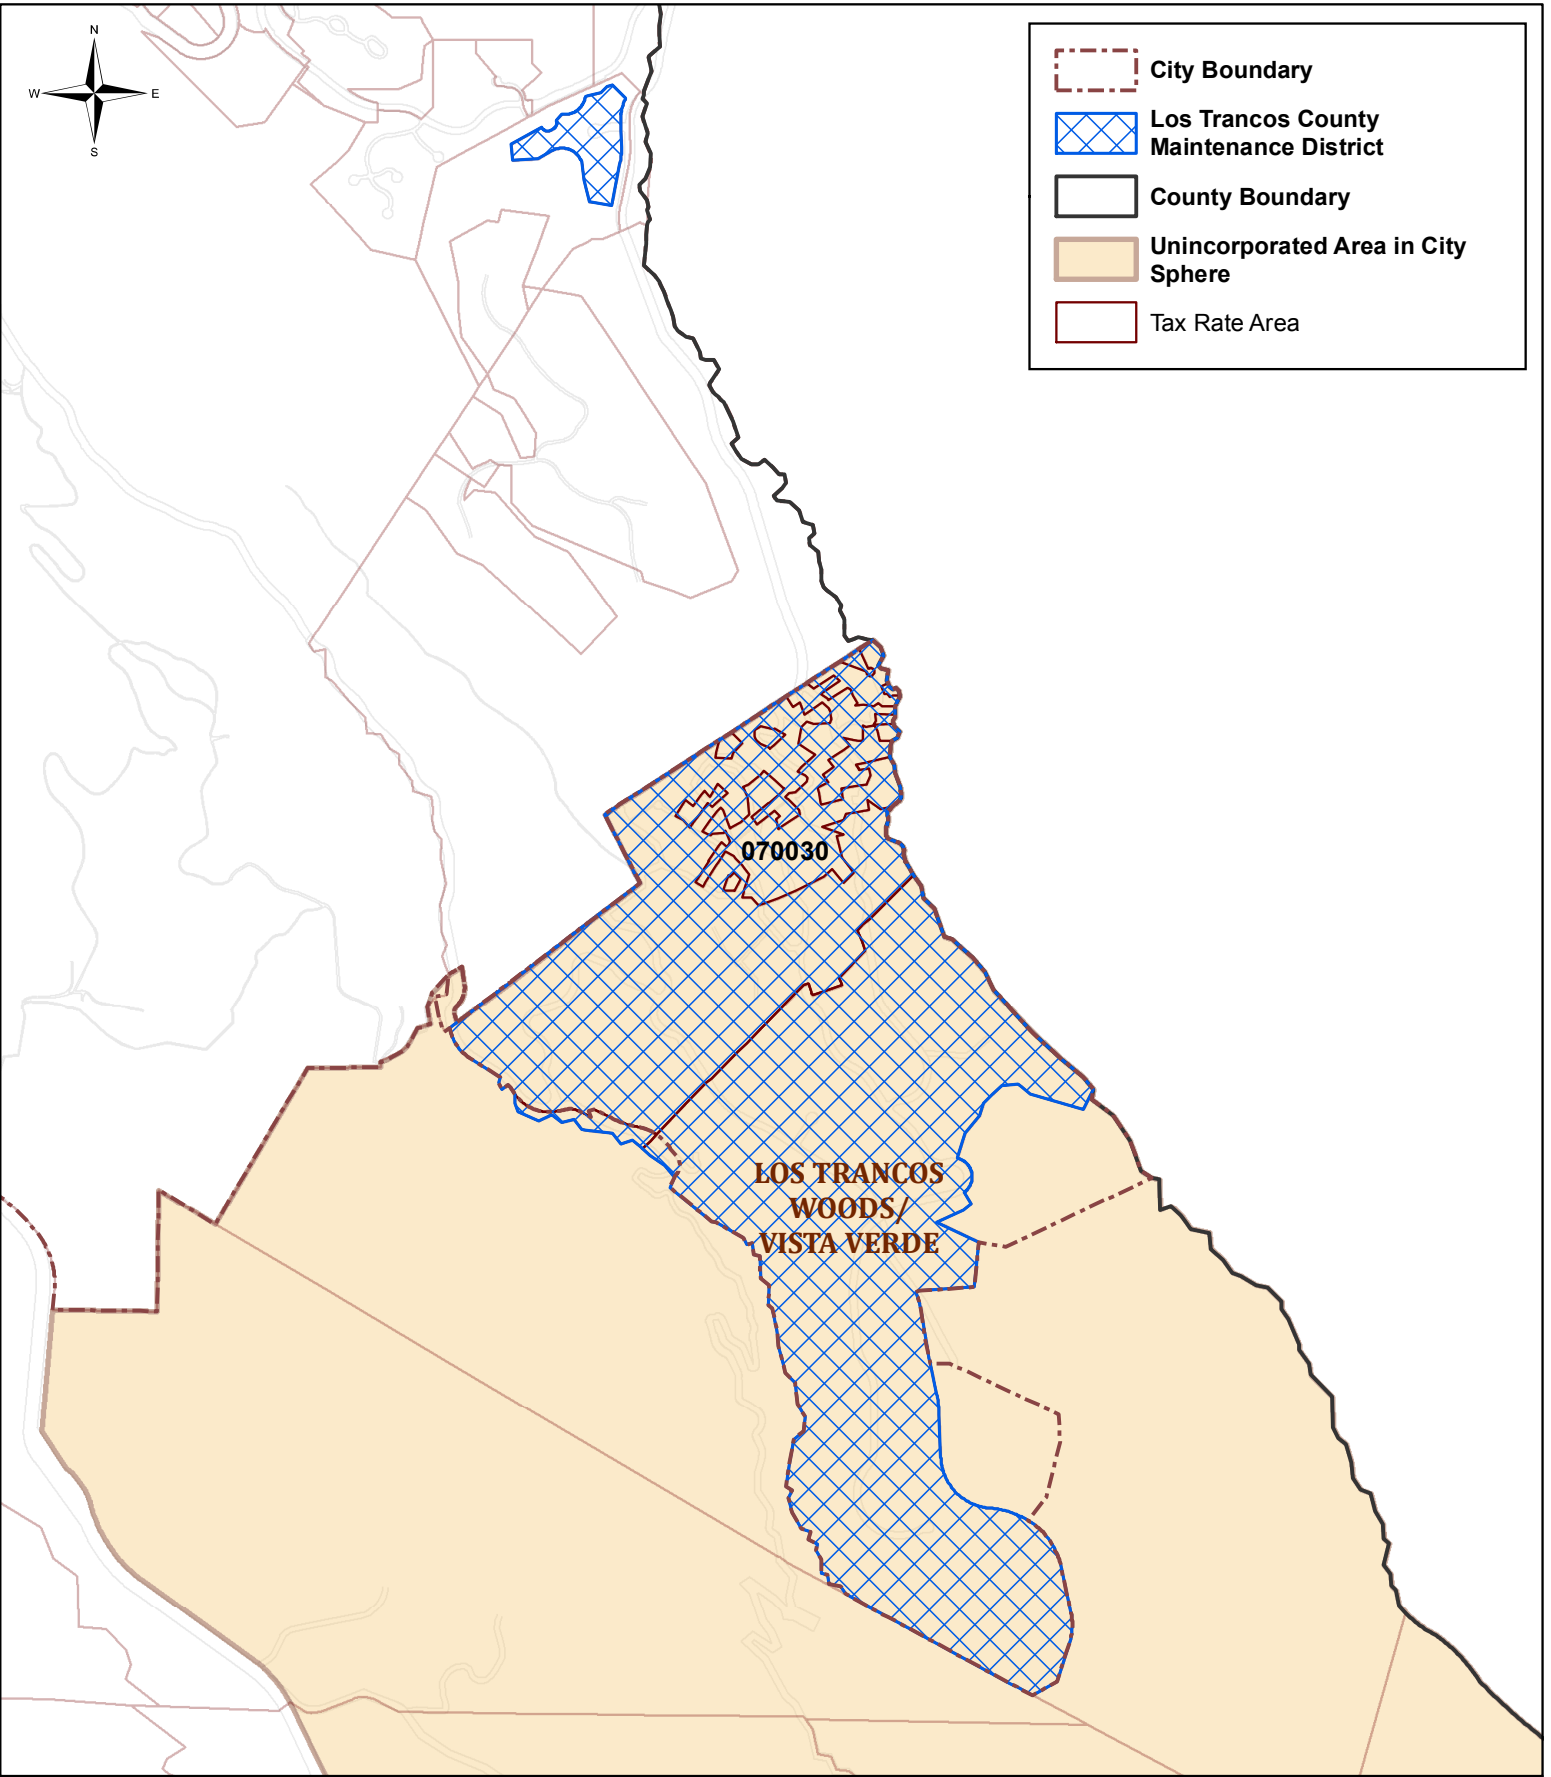 N
W
E
S
City Boundary
Los Trancos County
Maintenance District
County Boundary
Unincorporated Area in City
Sphere
Tax Rate Area
070030
LOS TRANCOS
WOODS/
VISTA VERDE